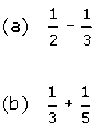 (a) 1/2 - 1/3
(b) 1/3 + 1/5